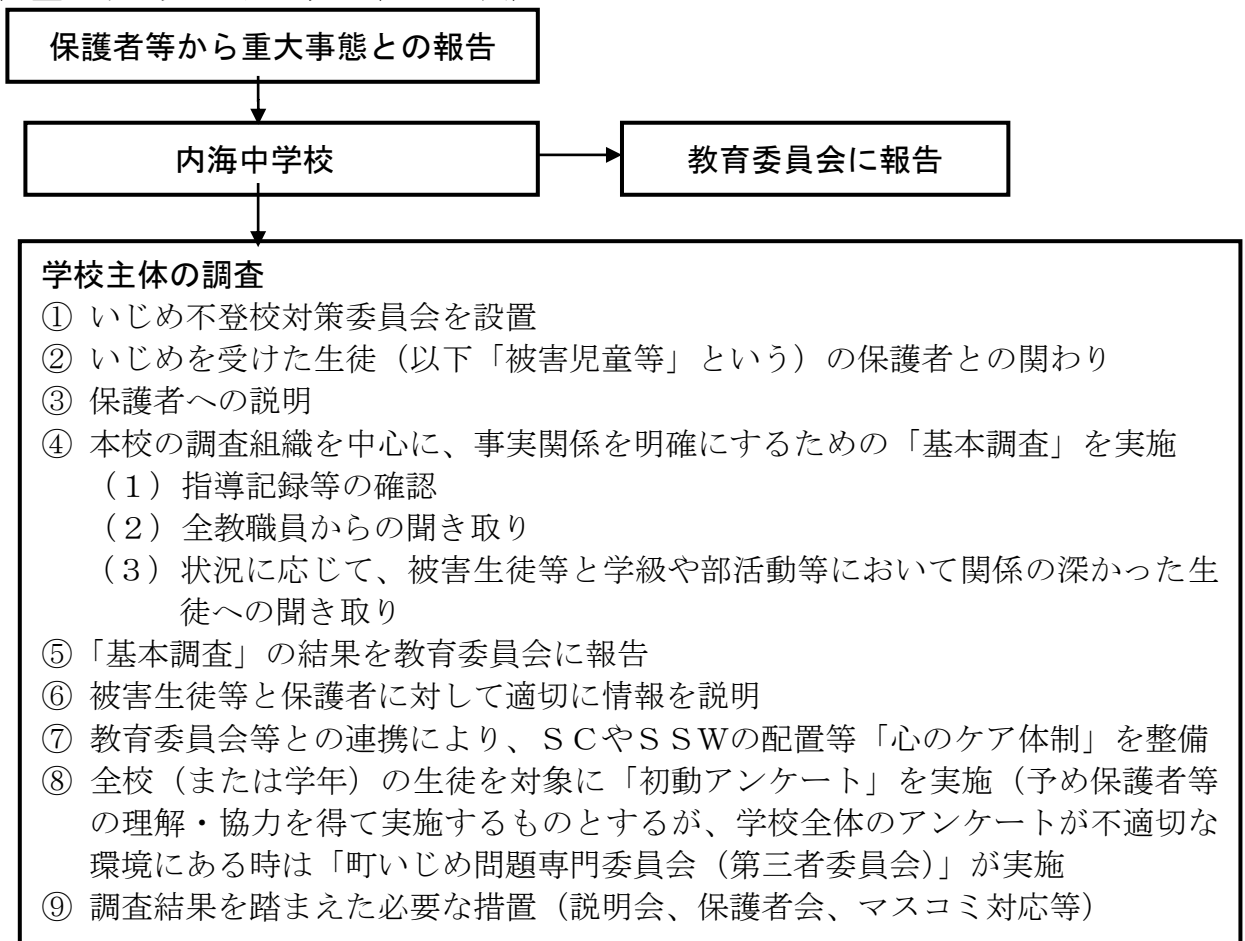 保護者等から重大事態との報告
内海中学校
教育委員会に報告
学校主体の調査
① いじめ不登校対策委員会を設置
② いじめを受けた生徒（以下「被害児童等」という）の保護者との関わり
③ 保護者への説明
④ 本校の調査組織を中心に、事実関係を明確にするための「基本調査」を実施
（１）指導記録等の確認
（２）全教職員からの聞き取り
（３）状況に応じて、被害生徒等と学級や部活動等において関係の深かった生
徒への聞き取り
⑤「基本調査」の結果を教育委員会に報告
⑥ 被害生徒等と保護者に対して適切に情報を説明
⑦ 教育委員会等との連携により、ＳＣやＳＳＷの配置等「心のケア体制」を整備
⑧ 全校（または学年）の生徒を対象に「初動アンケート」を実施（予め保護者等
の理解・協力を得て実施するものとするが、学校全体のアンケートが不適切な
環境にある時は「町いじめ問題専門委員会（第三者委員会）」が実施
⑨ 調査結果を踏まえた必要な措置（説明会、保護者会、マスコミ対応等）